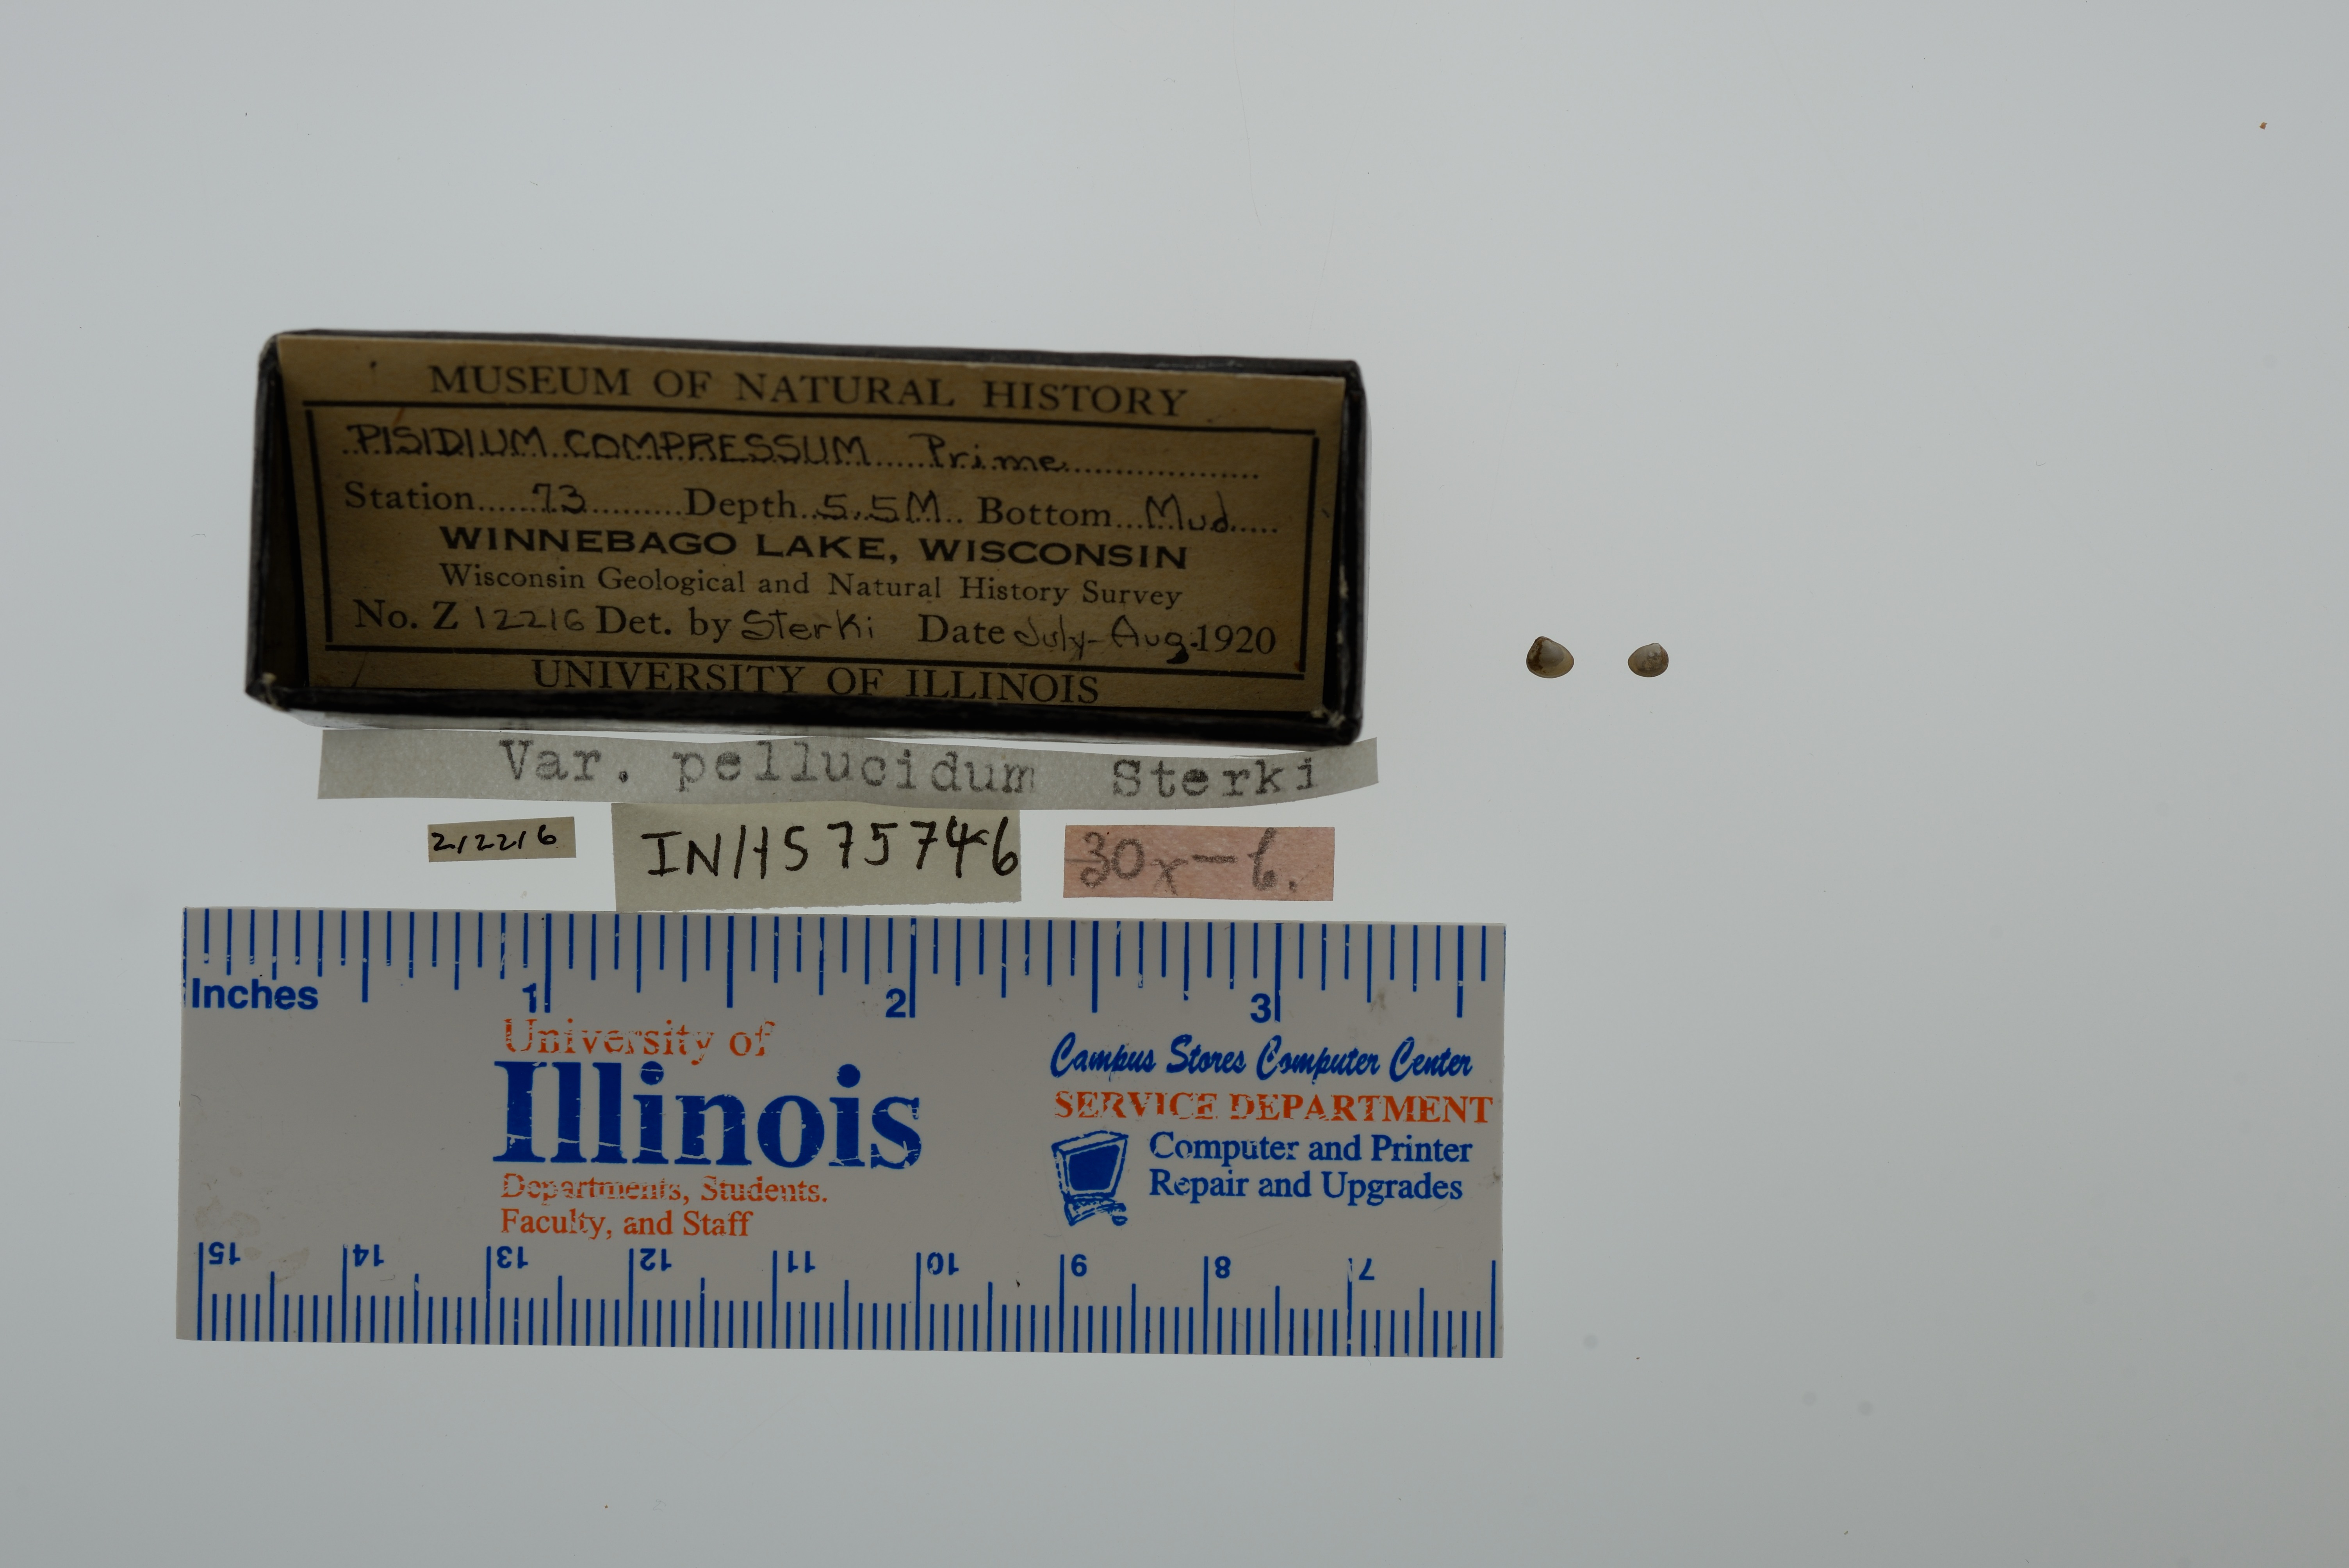 MUSEUM OF NATURAL HISTORY
PISIDIUM COMPRESSUM Prime
Station 73 Depth 5.5M Bottom Mud
WINNEBAGO LAKE, WISCONSIN
Wisconsin Geological and Natural History Survey
No. Z 12216 Det. by Sterki Date July-Aug. 1920
UNIVERSITY OF ILLINOIS
Var. pellucidum Sterki
212216 INHS 75746 30x-6.
Inches 1 2 3
University of
Illinois
Departments, Students,
Faculty, and Staff
Campus Stores Computer Center
SERVICE DEPARTMENT
Computer and Printer
Repair and Upgrades
15 14 13 12 11 10 9 8 7